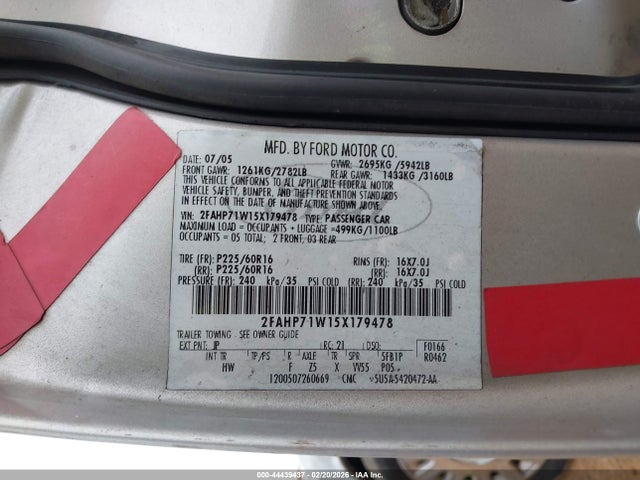 MFD. BY FORD MOTOR CO.
DATE: 07/05 GVWR: 2695KG/5942LB
FRONT GAWR: 1261KG/2782LB REAR GAWR: 1433KG/3160LB
THIS VEHICLE CONFORMS TO ALL APPLICABLE FEDERAL MOTOR
VEHICLE SAFETY, BUMPER, AND THEFT PREVENTION STANDARDS
IN EFFECT ON THE DATE OF MANUFACTURE SHOWN ABOVE.
VIN: 2FAHP71W15X179478 TYPE: PASSENGER CAR
MAXIMUM LOAD = OCCUPANTS + LUGGAGE =499KG/1100LB
OCCUPANTS = 05 TOTAL: 2 FRONT, 03 REAR
TIRE (FR): P225/60R16 RINS (FR): 16X7.0J
(RR): P225/60R16 (RR): 16X7.0J
PRESSURE (FR): 240 kPa/35 PSI COLD (RR): 240 kPa/35 PSI COLD
2FAHP71W15X179478
TRAILER TOWING - SEE OWNER GUIDE
EXT PNT: JP RC: 21 DSO: F0166
INT TR TP/PS R AXLE TR SPR 5FB1P R0462
HW F Z5 X VV55 POS
1200507260669 CMC 5U5A-5420472-AA
000-44439437 - 02/20/2026 - IAA Inc.